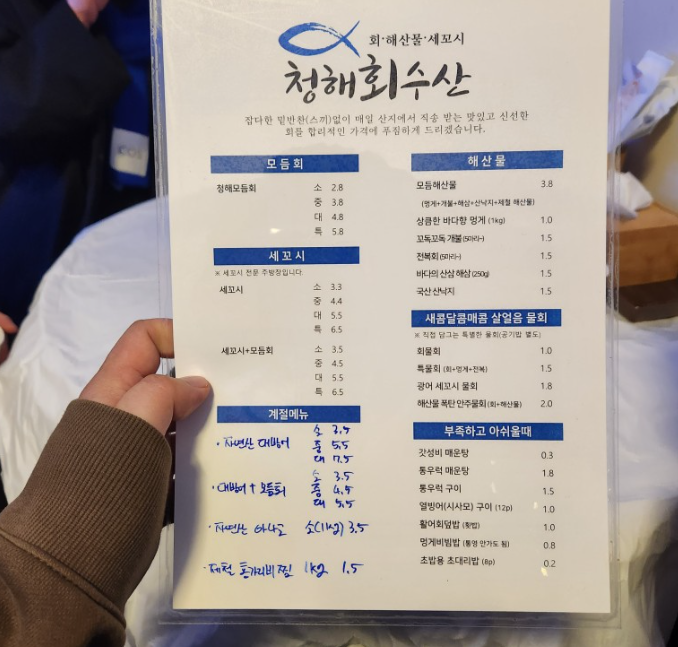 회·해산물·세꼬시
청해회수산
잡다한 밑반찬(스끼)없이 매일 산지에서 직송 받는 맛있고 신선한
회를 합리적인 가격에 푸짐하게 드리겠습니다.
모듬회
청해모듬회 소 2.8
중 3.8
대 4.8
특 5.8
세꼬시
※ 세꼬시 전문 주방장입니다.
세꼬시 소 3.3
중 4.4
대 5.5
특 6.5
세꼬시+모듬회 소 3.5
중 4.5
대 5.5
특 6.5
계절메뉴
· 자연산 대방어 소 3.5
중 5.5
대 7.5
· 대방어+모듬회 소 3.5
중 4.5
대 5.5
· 자연산 소(1kg) 3.5
· 제철 홍가리비찜 1kg 1.5
해산물
모듬해산물 3.8
(멍게+개불+해삼+산낙지+제철 해산물)
상큼한 바다향 멍게 (1kg) 1.0
꼬독꼬독 개불 (5마리~) 1.5
전복회 (5마리~) 1.5
바다의 산삼 해삼 (250g) 1.5
국산 산낙지 1.5
새콤달콤매콤 살얼음 물회
※ 직접 담그는 특별한 물회(공기밥 별도)
회물회 1.0
특물회 (회+멍게+전복) 1.5
광어 세꼬시 물회 1.8
해산물 폭탄 안주물회 (회+해산물) 2.0
부족하고 아쉬울때
갓성비 매운탕 0.3
통우럭 매운탕 1.8
통우럭 구이 1.5
열빙어(시사모) 구이 (12p) 1.0
활어회덮밥 (횟밥) 1.0
멍게비빔밥 (통영 안가도 됨) 0.8
초밥용 초대리밥 (8p) 0.2